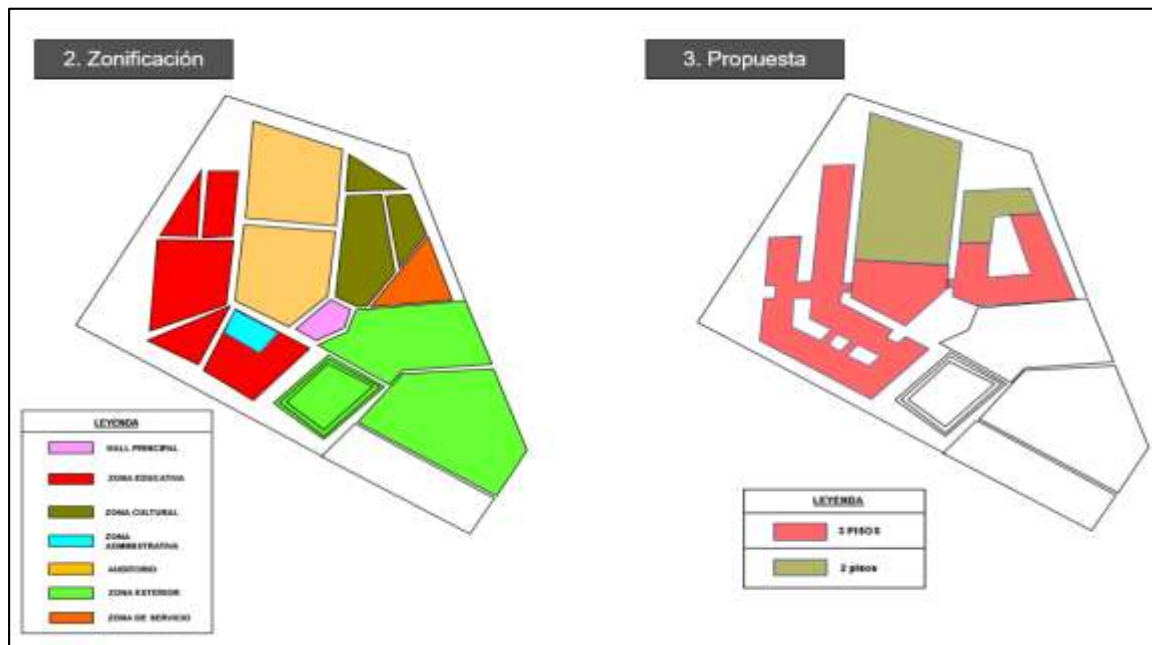 2. Zonificación
3. Propuesta
LEYENDA
HALL PRINCIPAL
ZONA EDUCATIVA
ZONA CULTURAL
ZONA
ADMINISTRATIVA
AUDITORIO
ZONA EXTERIOR
ZONA DE SERVICIO
LEYENDA
3 PISOS
2 pisos